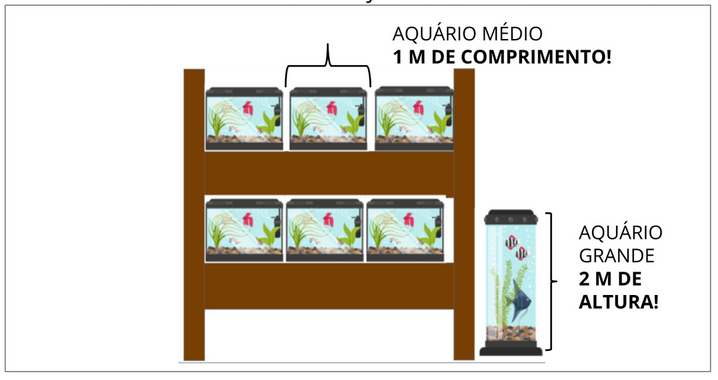 AQUÁRIO MÉDIO
1 M DE COMPRIMENTO!
AQUÁRIO
GRANDE
2 M DE
ALTURA!